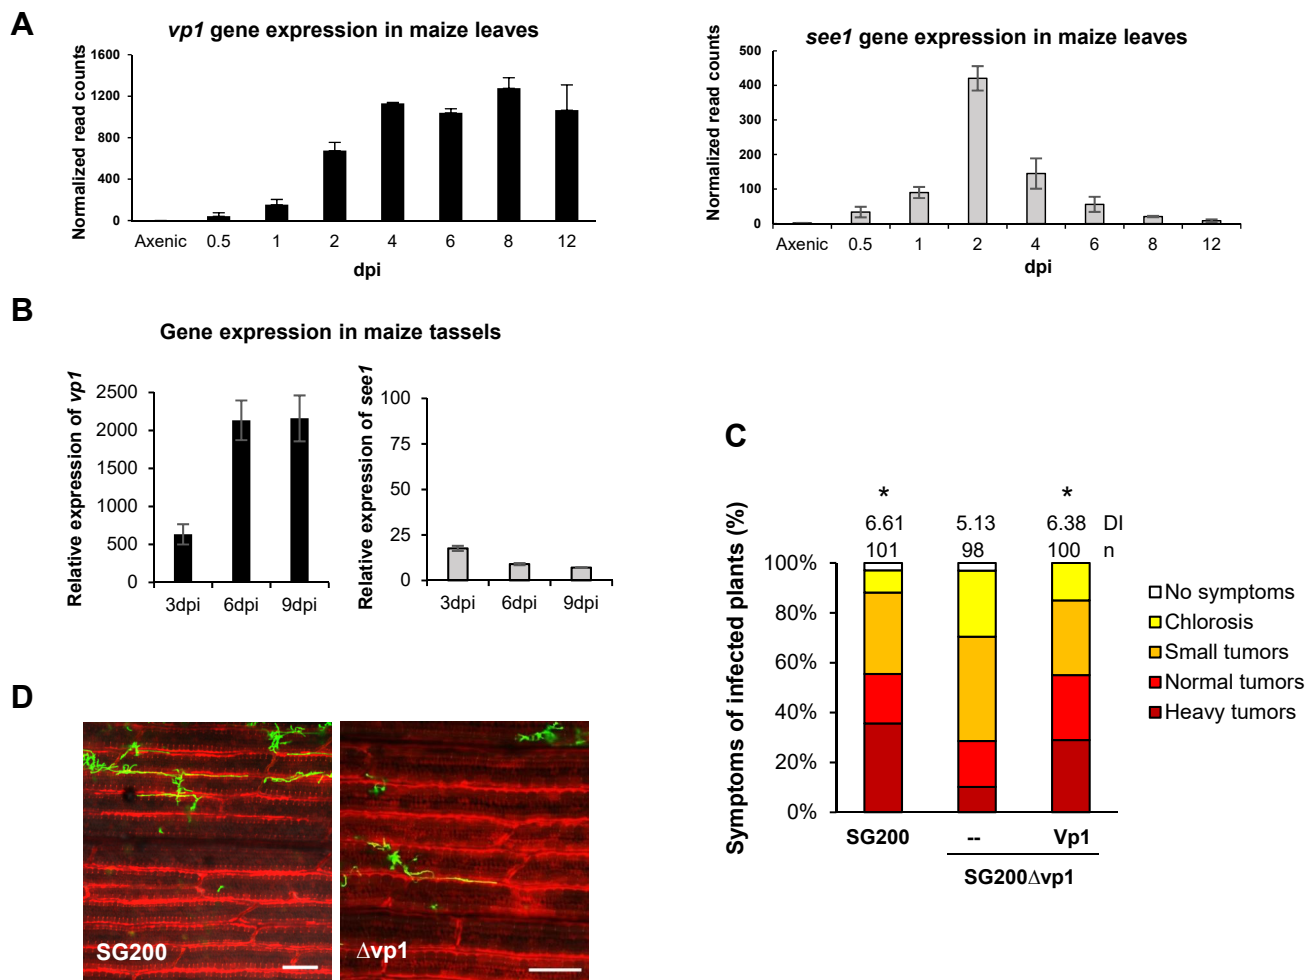 A
vp1 gene expression in maize leaves
Normalized read counts
1600
1200
800
400
0
Axenic 0.5 1 2 4 6 8 12
dpi
see1 gene expression in maize leaves
Normalized read counts
500
400
300
200
100
0
Axenic 0.5 1 2 4 6 8 12
dpi
B
Gene expression in maize tassels
Relative expression of vp1
2500
2000
1500
1000
500
0
3dpi 6dpi 9dpi
Relative expression of see1
100
75
50
25
0
3dpi 6dpi 9dpi
C
Symptoms of infected plants (%)
* *
6.61 5.13 6.38 DI
101 98 100 n
100%
80%
60%
40%
20%
0%
SG200 -- Vp1
SG200Δvp1
No symptoms
Chlorosis
Small tumors
Normal tumors
Heavy tumors
D
SG200
Δvp1